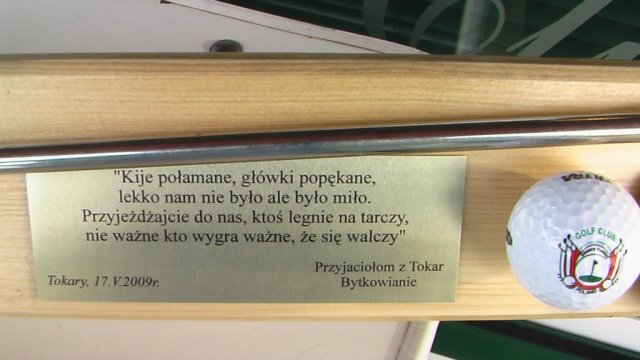 "Kije połamane, główki popękane,
lekko nam nie było ale było miło.
Przyjeżdżajcie do nas, ktoś legnie na tarczy,
nie ważne kto wygra ważne, że się walczy"
Przyjaciołom z Tokar
Tokary, 17.V.2009r.
Bytkowianie
GOLF CLUB
POLAND